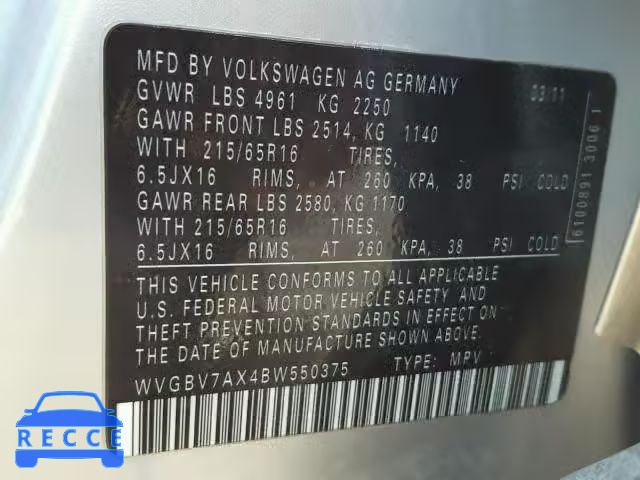 MFD BY VOLKSWAGEN AG GERMANY 03/11
GVWR LBS 4961 KG 2250
GAWR FRONT LBS 2514, KG 1140
WITH 215/65R16 TIRES,
6.5JX16 RIMS, AT 260 KPA, 38 PSI COLD
GAWR REAR LBS 2580, KG 1170
WITH 215/65R16 TIRES,
6.5JX16 RIMS, AT 260 KPA, 38 PSI COLD
THIS VEHICLE CONFORMS TO ALL APPLICABLE
U.S. FEDERAL MOTOR VEHICLE SAFETY AND
THEFT PREVENTION STANDARDS IN EFFECT ON
THE DATE OF MANUFACTURE SHOWN ABOVE.
WVGBV7AX4BW550375 TYPE: MPV
6100891 3006 1
RECCE